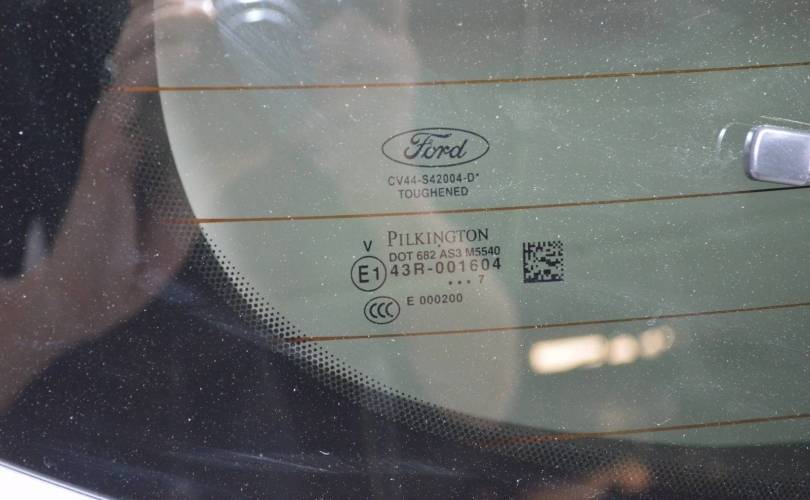 Ford
CV44-S42004-D*
TOUGHENED
V PILKINGTON
DOT 682 AS3 M5540
E1 43R-001604
••• 7
CCC E 000200